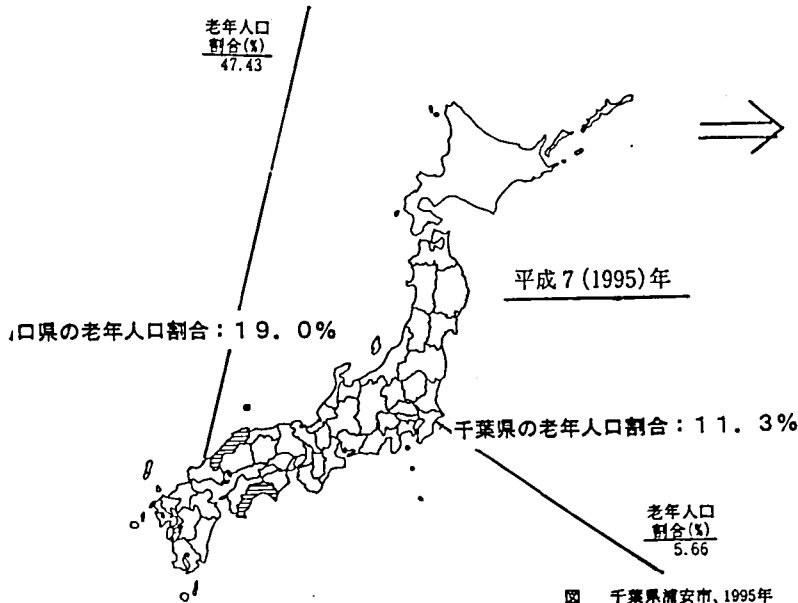 老年人口
割合(%)
47.43
平成7(1995)年
口県の老年人口割合:19.0%
千葉県の老年人口割合:11.3%
老年人口
割合(%)
5.66
図 千葉県浦安市、1995年